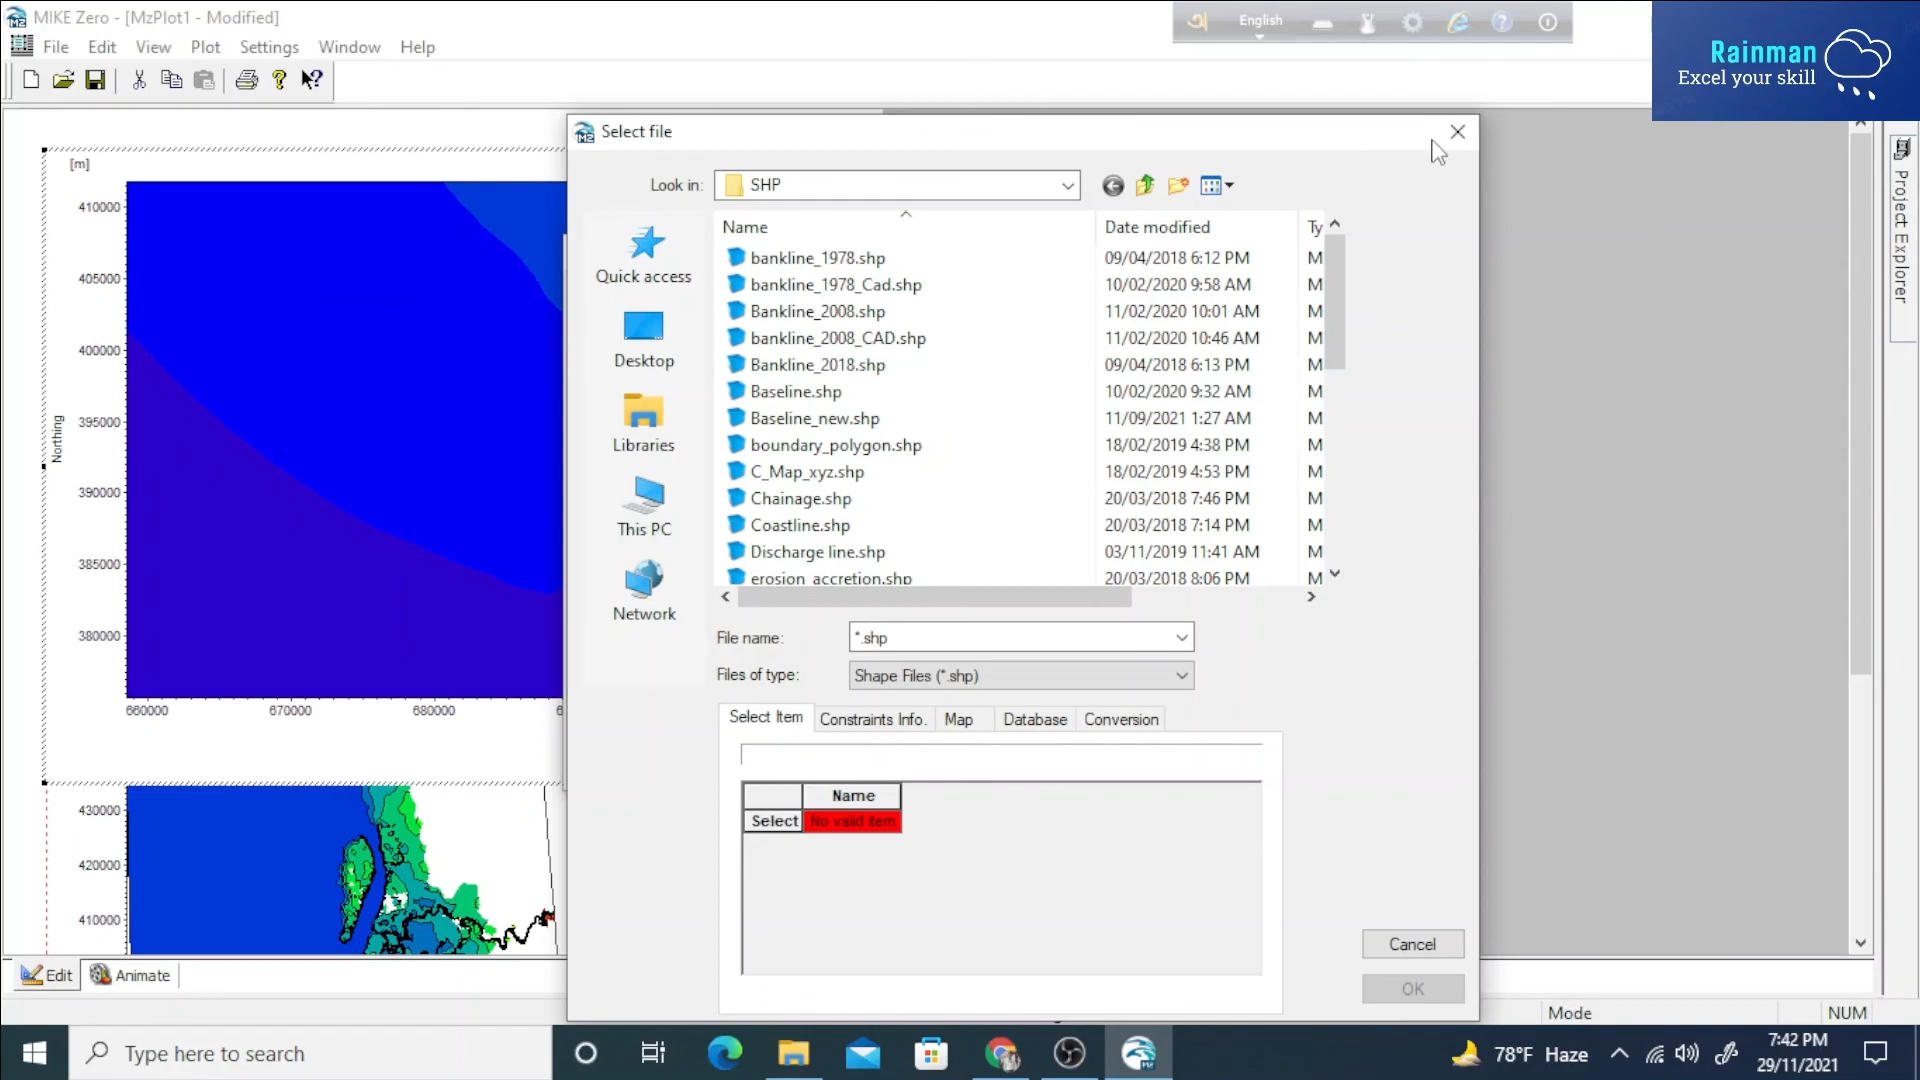 MIKE Zero - [MzPlot1 - Modified]
English
Rainman
Excel your skill
File Edit View Plot Settings Window Help
Project Explorer
Select file
Look in: SHP
Name Date modified Ty
bankline_1978.shp 09/04/2018 6:12 PM M
bankline_1978_Cad.shp 10/02/2020 9:58 AM M
Bankline_2008.shp 11/02/2020 10:01 AM M
bankline_2008_CAD.shp 11/02/2020 10:46 AM M
Bankline_2018.shp 09/04/2018 6:13 PM M
Baseline.shp 10/02/2020 9:32 AM M
Baseline_new.shp 11/09/2021 1:27 AM M
boundary_polygon.shp 18/02/2019 4:38 PM M
C_Map_xyz.shp 18/02/2019 4:53 PM M
Chainage.shp 20/03/2018 7:46 PM M
Coastline.shp 20/03/2018 7:14 PM M
Discharge line.shp 03/11/2019 11:41 AM M
erosion_accretion.shp 20/03/2018 8:06 PM M
Quick access
Desktop
Libraries
This PC
Network
File name: *.shp
Files of type: Shape Files (*.shp)
Select Item Constraints Info. Map Database Conversion
Name
Select No valid item.
Cancel
OK
[m]
410000
405000
400000
395000
390000
385000
380000
Northing
660000 670000 680000
430000
420000
410000
Edit Animate
Mode NUM
Type here to search
78°F Haze
7:42 PM
29/11/2021